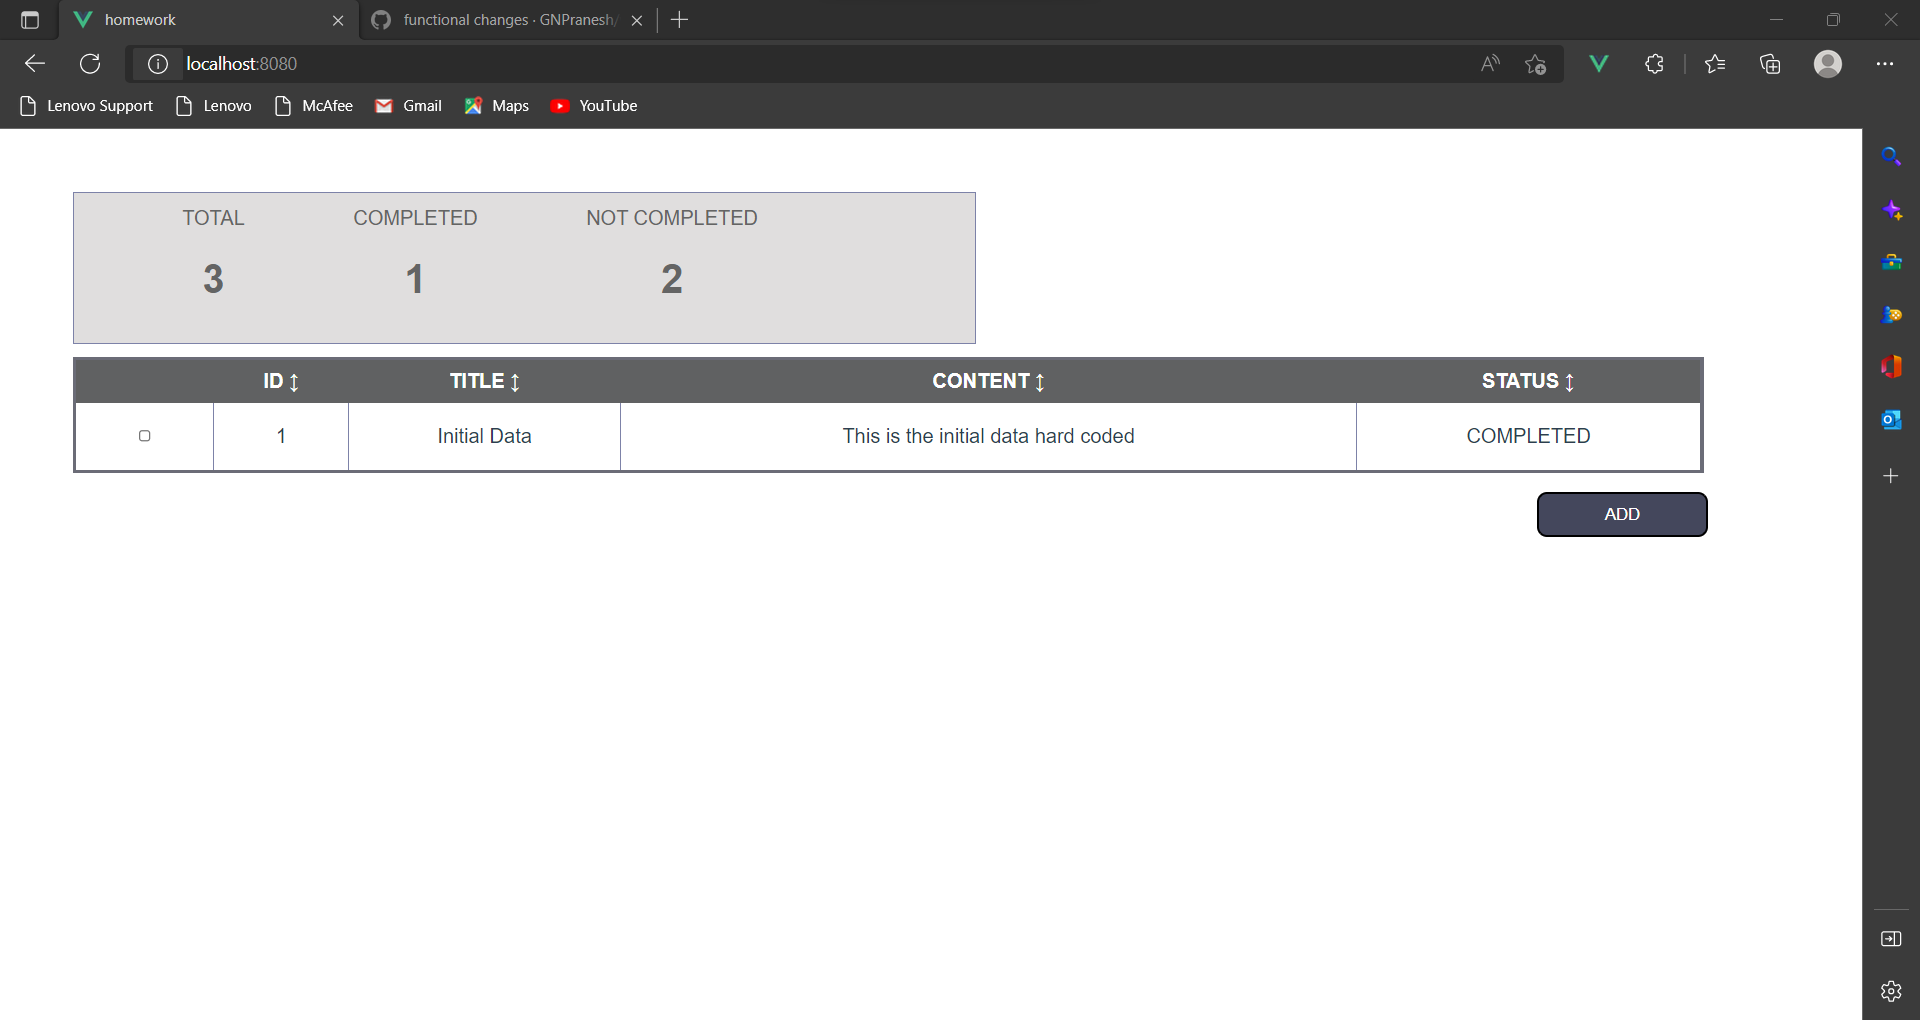 homework
functional changes · GNPranesh/
localhost:8080
Lenovo Support Lenovo McAfee Gmail Maps YouTube
TOTAL COMPLETED NOT COMPLETED
3 1 2
ID↕ TITLE↕ CONTENT↕ STATUS↕
1 Initial Data This is the initial data hard coded COMPLETED
ADD